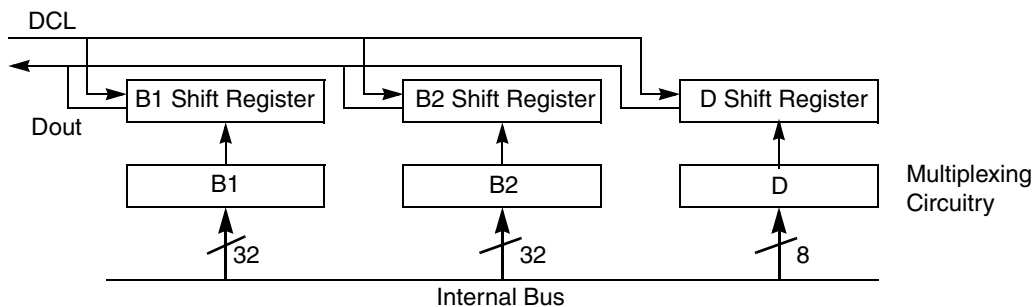 DCL
B1 Shift Register
B2 Shift Register
D Shift Register
Dout
B1
B2
D
Multiplexing
Circuitry
32
32
8
Internal Bus